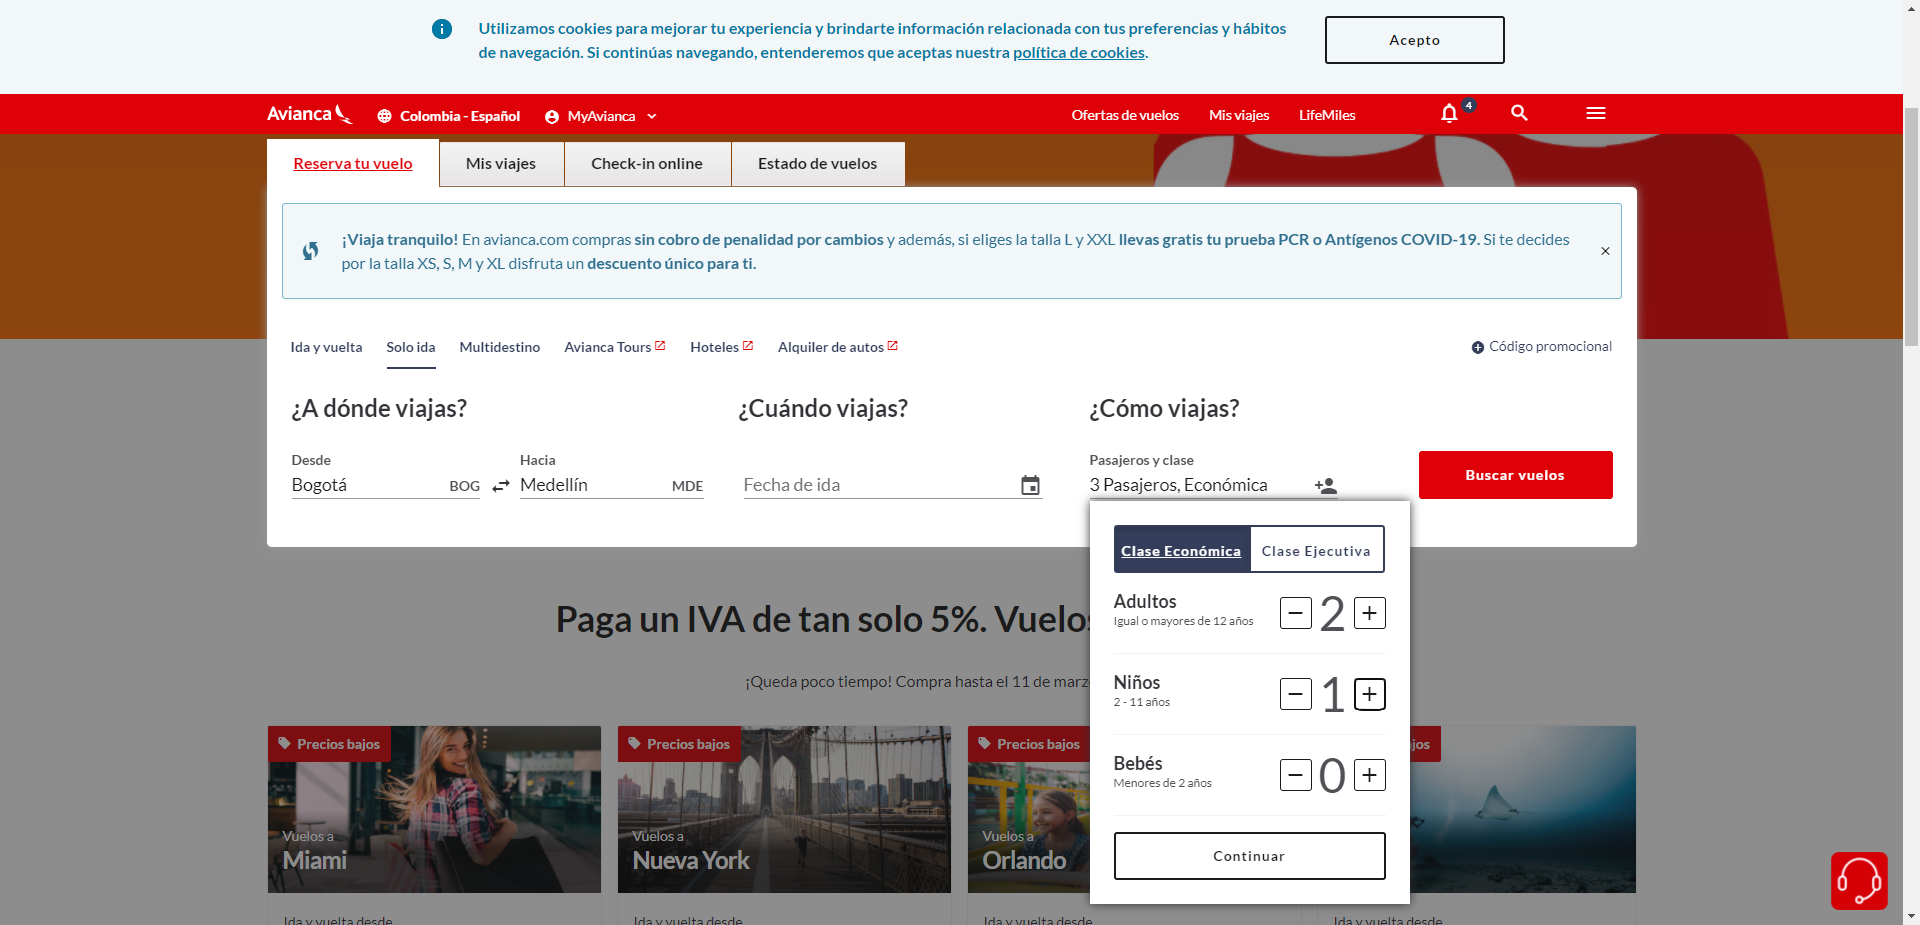 Utilizamos cookies para mejorar tu experiencia y brindarte información relacionada con tus preferencias y hábitos
de navegación. Si continúas navegando, entenderemos que aceptas nuestra política de cookies.
Acepto
Avianca
Colombia - Español
MyAvianca
Ofertas de vuelos
Mis viajes
LifeMiles
4
Reserva tu vuelo
Mis viajes
Check-in online
Estado de vuelos
¡Viaja tranquilo! En avianca.com compras sin cobro de penalidad por cambios y además, si eliges la talla L y XXL llevas gratis tu prueba PCR o Antígenos COVID-19. Si te decides
por la talla XS, S, M y XL disfruta un descuento único para ti.
Ida y vuelta
Solo ida
Multidestino
Avianca Tours
Hoteles
Alquiler de autos
Código promocional
¿A dónde viajas?
¿Cuándo viajas?
¿Cómo viajas?
Desde
Hacia
Pasajeros y clase
Bogotá BOG
Medellín MDE
Fecha de ida
3 Pasajeros, Económica
Buscar vuelos
Clase Económica
Clase Ejecutiva
Adultos
Igual o mayores de 12 años
2
Niños
2 - 11 años
1
Bebés
Menores de 2 años
0
Continuar
Paga un IVA de tan solo 5%. Vuelos
¡Queda poco tiempo! Compra hasta el 11 de marzo
Precios bajos
Vuelos a
Miami
Precios bajos
Vuelos a
Nueva York
Precios bajos
Vuelos a
Orlando
Ida y vuelta desde
Ida y vuelta desde
Ida y vuelta desde
Ida y vuelta desde